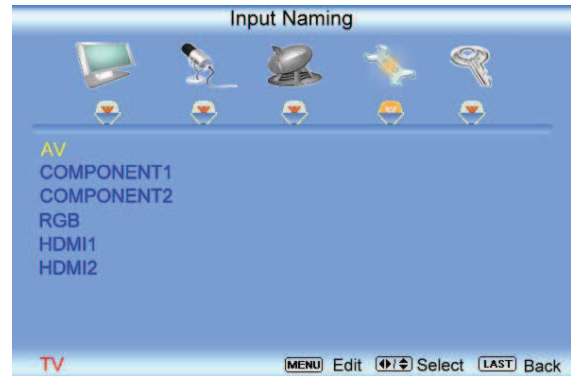 Input Naming
AV
COMPONENT1
COMPONENT2
RGB
HDMI1
HDMI2
TV MENU Edit Select LAST Back